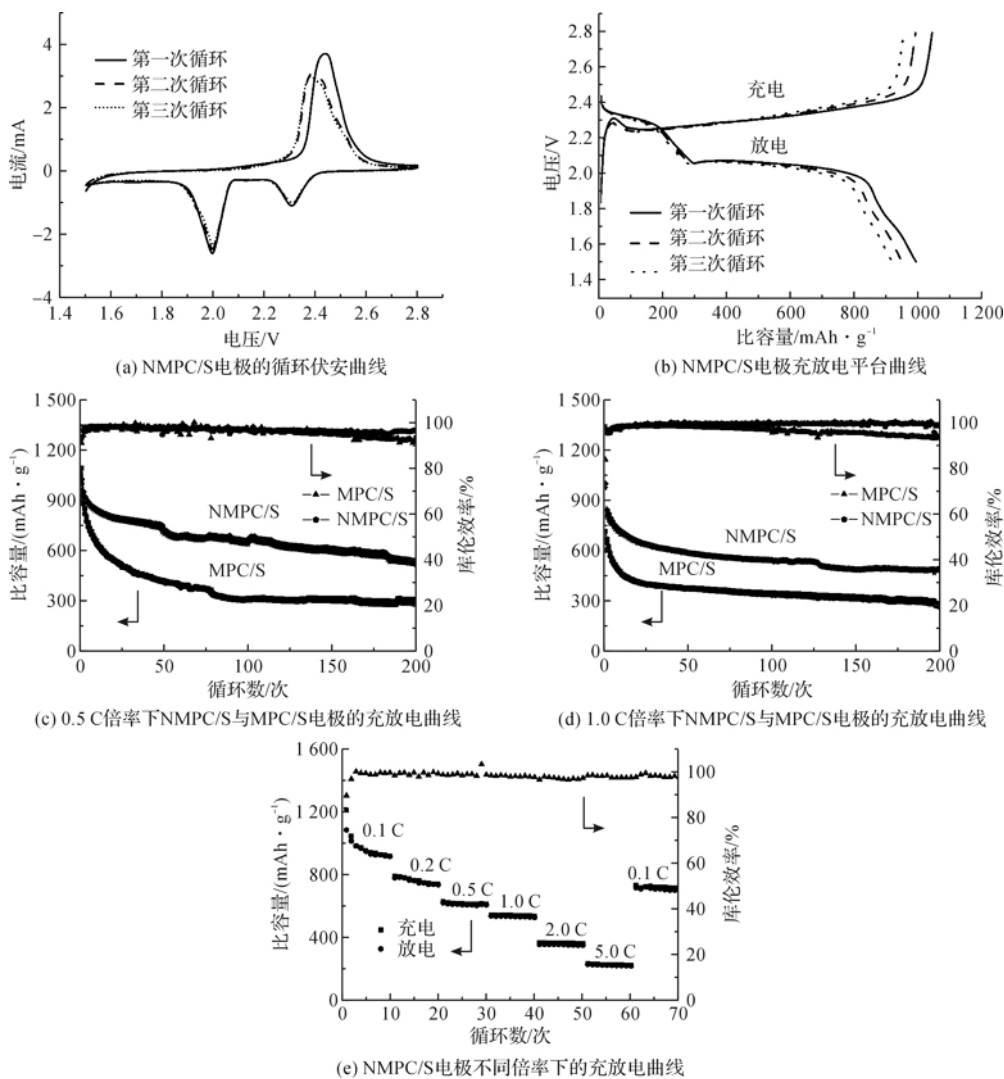 第一次循环
第二次循环
第三次循环
电流/mA
4
2
0
-2
-4
1.4 1.6 1.8 2.0 2.2 2.4 2.6 2.8
电压/V
(a) NMPC/S电极的循环伏安曲线
2.8
2.6
2.4
2.2
2.0
1.8
1.6
1.4
电压/V
充电
放电
第一次循环
第二次循环
第三次循环
0 200 400 600 800 1 000 1 200
比容量/mAh·g⁻¹
(b) NMPC/S电极充放电平台曲线
1 500
1 200
900
600
300
0
比容量/(mAh·g⁻¹)
100
80
60
40
20
0
库伦效率/%
MPC/S
NMPC/S
NMPC/S
MPC/S
0 50 100 150 200
循环数/次
(c) 0.5 C倍率下NMPC/S与MPC/S电极的充放电曲线
1 500
1 200
900
600
300
0
比容量/(mAh·g⁻¹)
100
80
60
40
20
0
库伦效率/%
MPC/S
NMPC/S
NMPC/S
MPC/S
0 50 100 150 200
循环数/次
(d) 1.0 C倍率下NMPC/S与MPC/S电极的充放电曲线
1 600
1 200
800
400
0
比容量/(mAh·g⁻¹)
100
80
60
40
20
0
库伦效率/%
0.1 C
0.2 C
0.5 C
1.0 C
2.0 C
5.0 C
0.1 C
充电
放电
0 10 20 30 40 50 60 70
循环数/次
(e) NMPC/S电极不同倍率下的充放电曲线